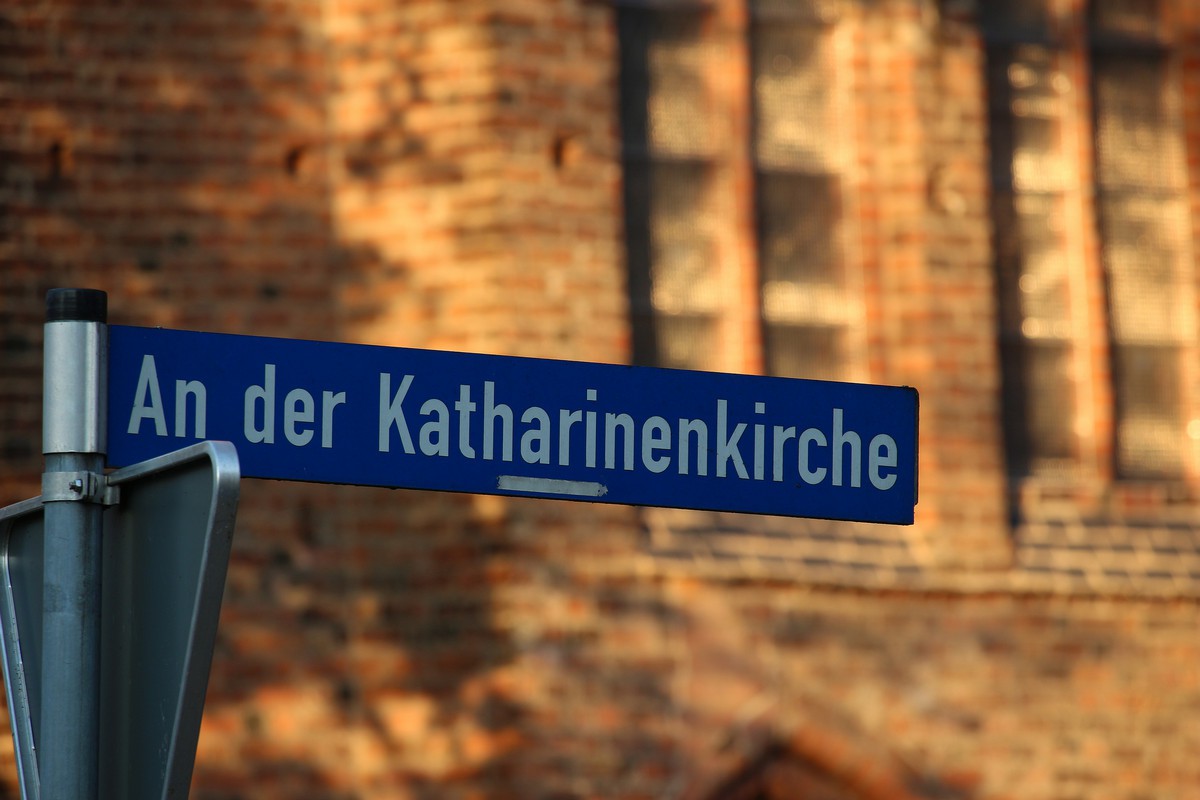 An der Katharinenkirche